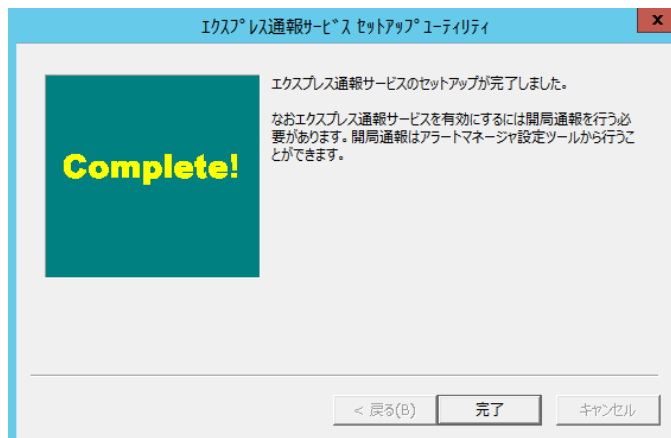 ｴｸｽﾌﾟﾚｽ通報ｻｰﾋﾞｽ ｾｯﾄｱｯﾌﾟﾕｰﾃｨﾘﾃｨ
x
エクスプレス通報サービスのセットアップが完了しました。
なおエクスプレス通報サービスを有効にするには開局通報を行う必
要があります。開局通報はアラートマネージャ設定ツールから行うこ
とができます。
Complete!
< 戻る(B)
完了
キャンセル